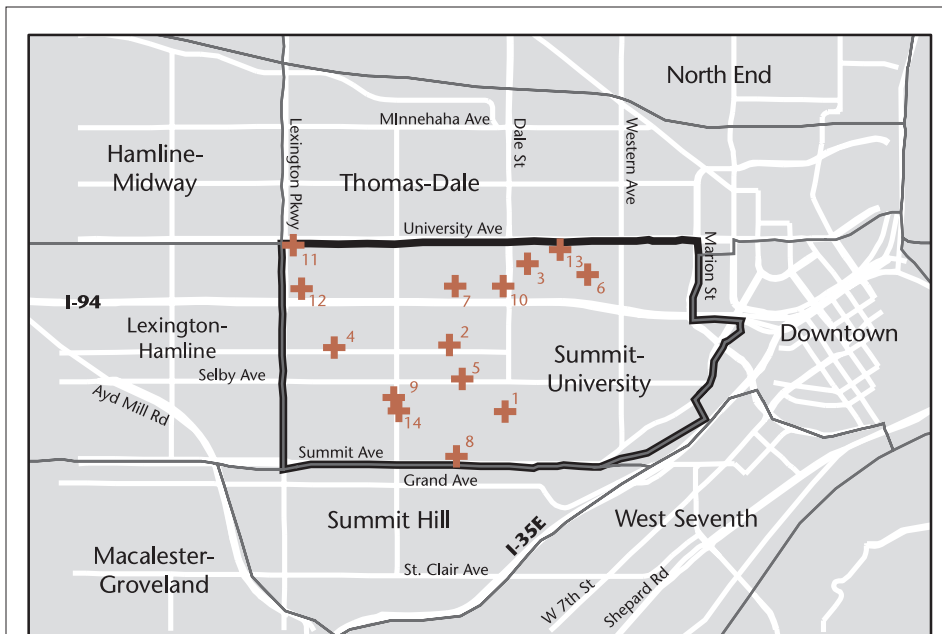 North End
Minnehaha Ave
Hamline-
Midway
Lexington Pkwy
Dale St
Western Ave
Thomas-Dale
University Ave
Marion St
11
13
3
6
12
7
10
I-94
Lexington-
Hamline
4
2
Summit-
University
Downtown
Selby Ave
5
Ayd Mill Rd
9
14
1
8
Summit Ave
Grand Ave
Summit Hill
I-35E
West Seventh
Macalester-
Groveland
St. Clair Ave
W 7th St
Shepard Rd